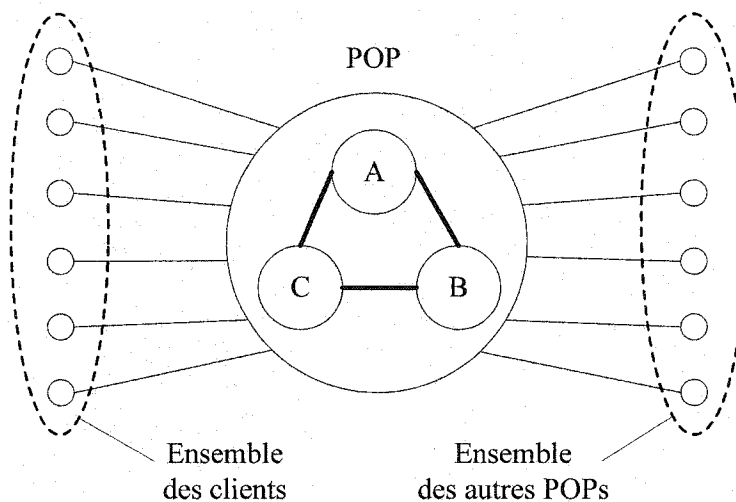 POP
A
C
B
Ensemble
des clients
Ensemble
des autres POPs